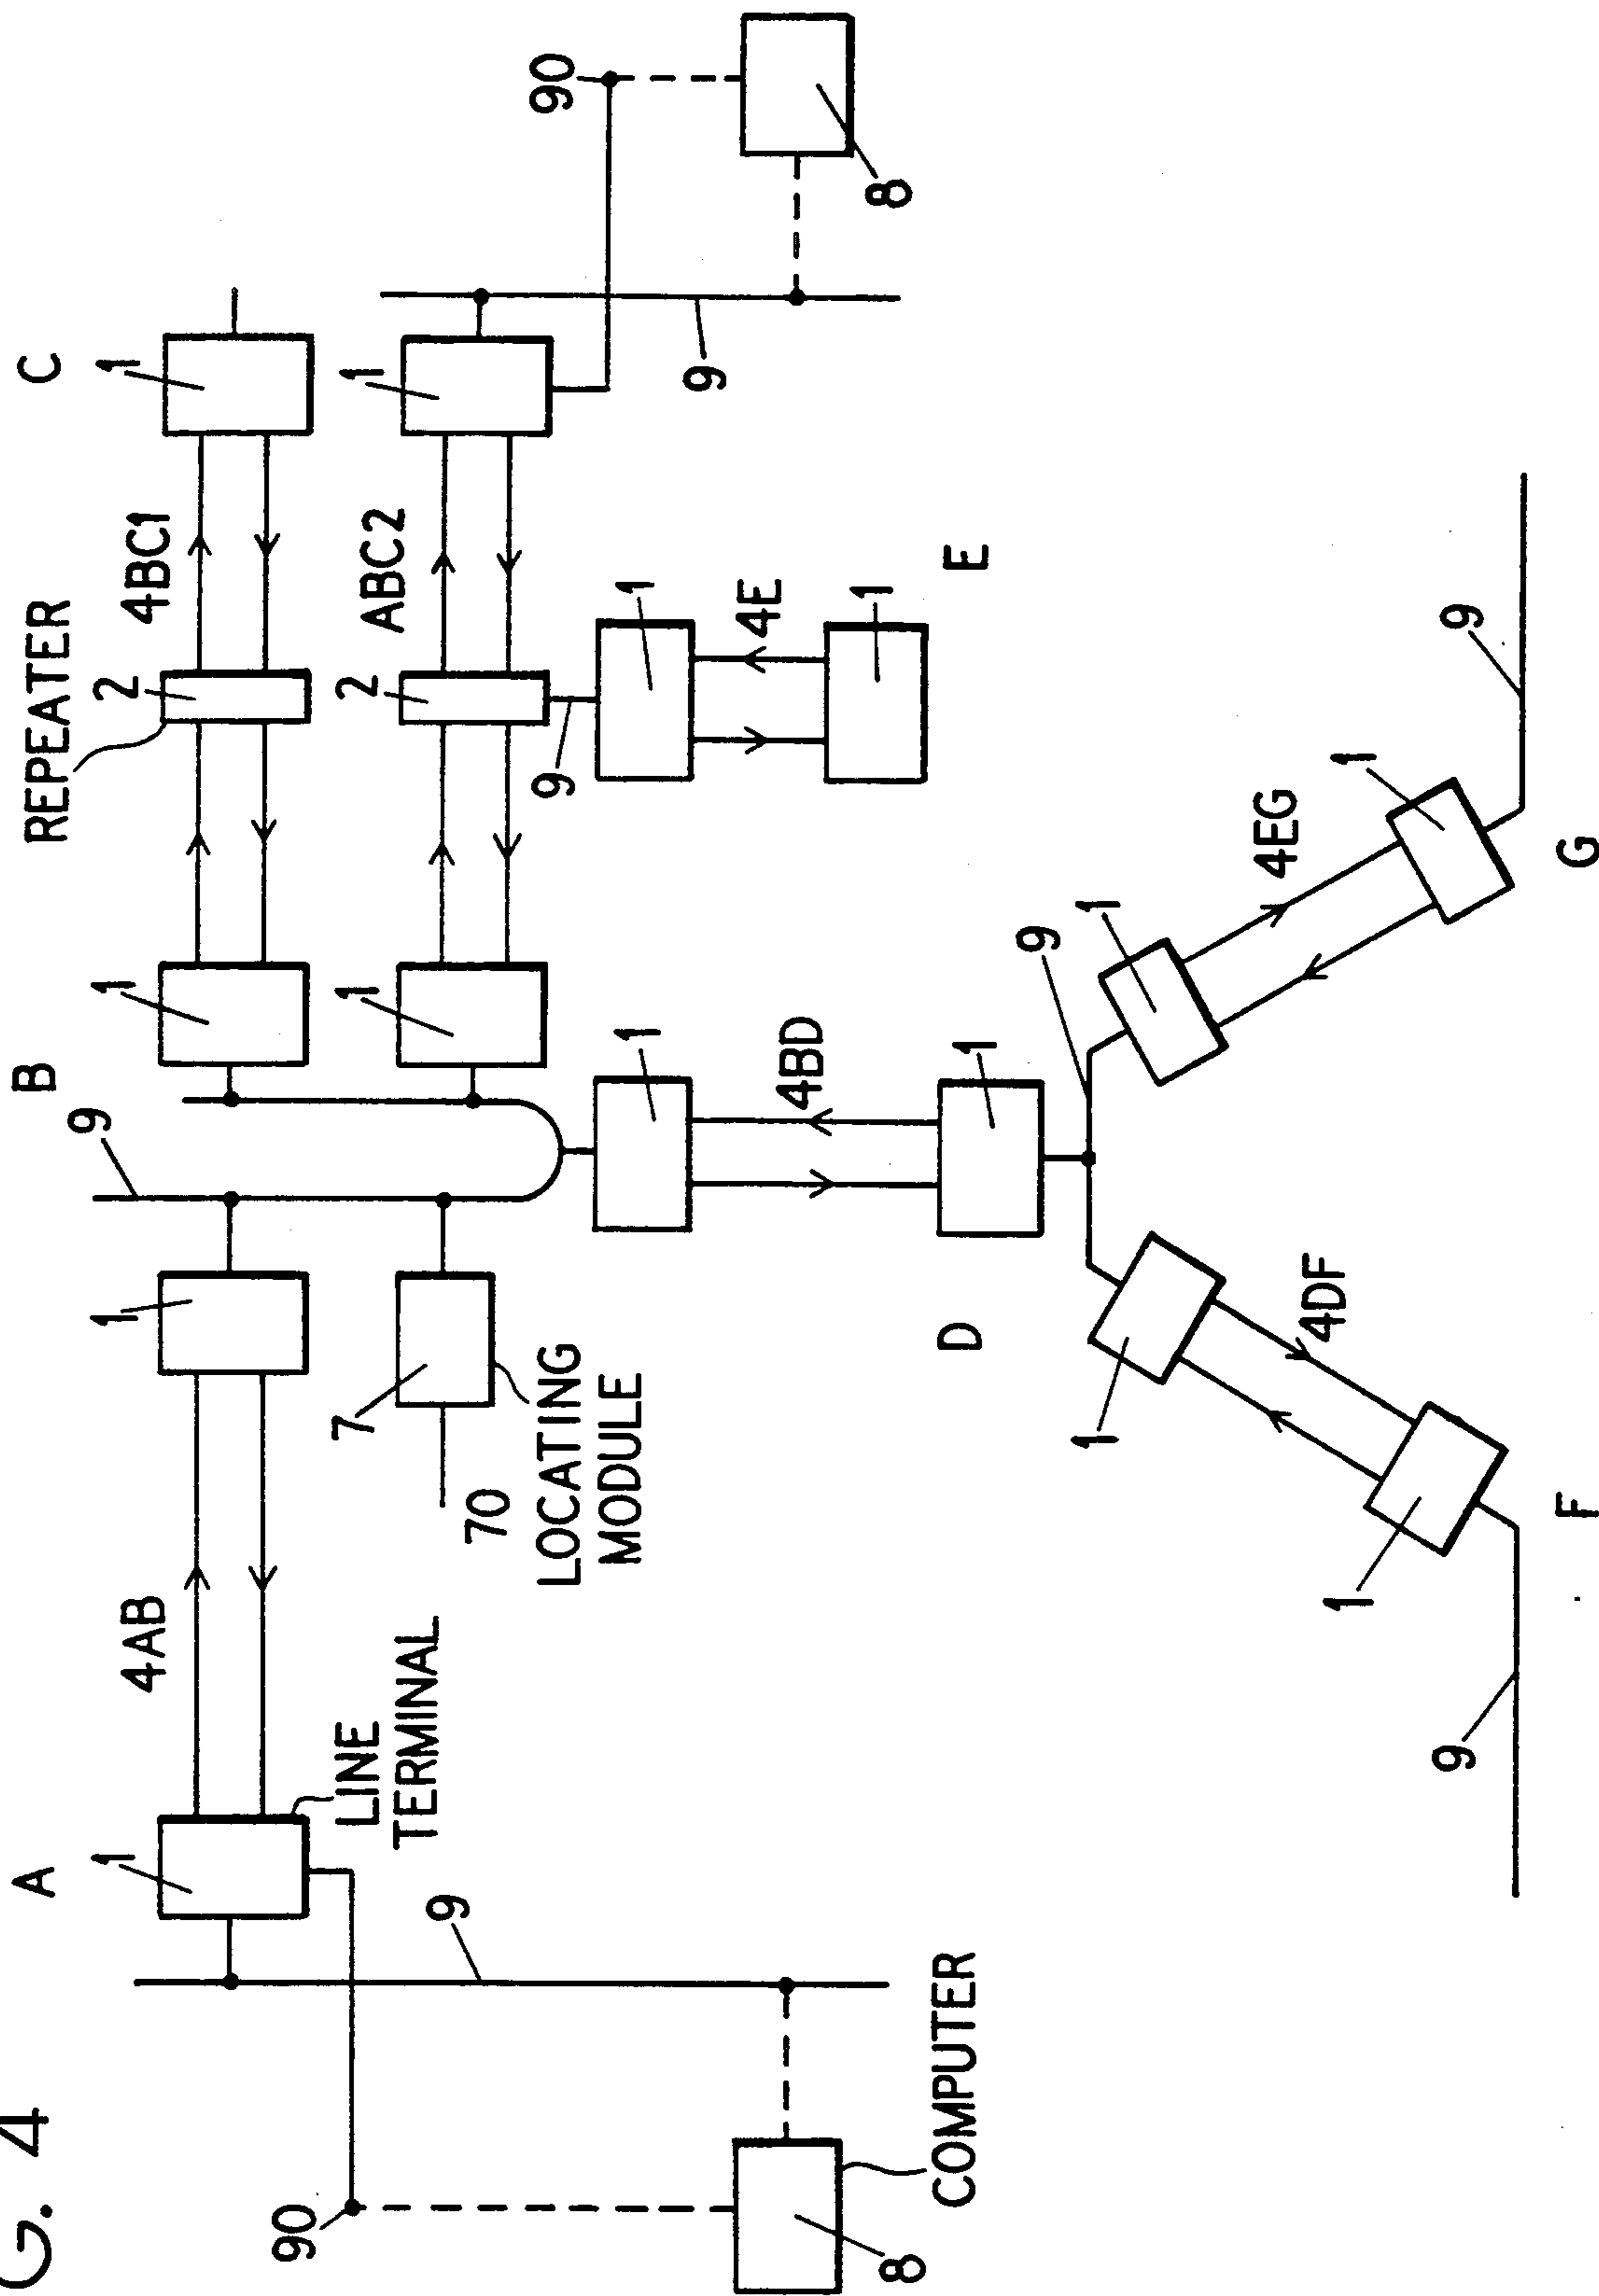 G. 4
A
B
C
REPEATER
4AB
4BC1
1
1
1
2
1
9
LINE
TERMINAL
7
70
LOCATING
MODULE
ABC2
1
2
1
90
9
9
90
8
COMPUTER
8
9
1
1
4E
1
E
4BD
1
D
9
1
4DF
1
F
9
1
4EG
1
G
9